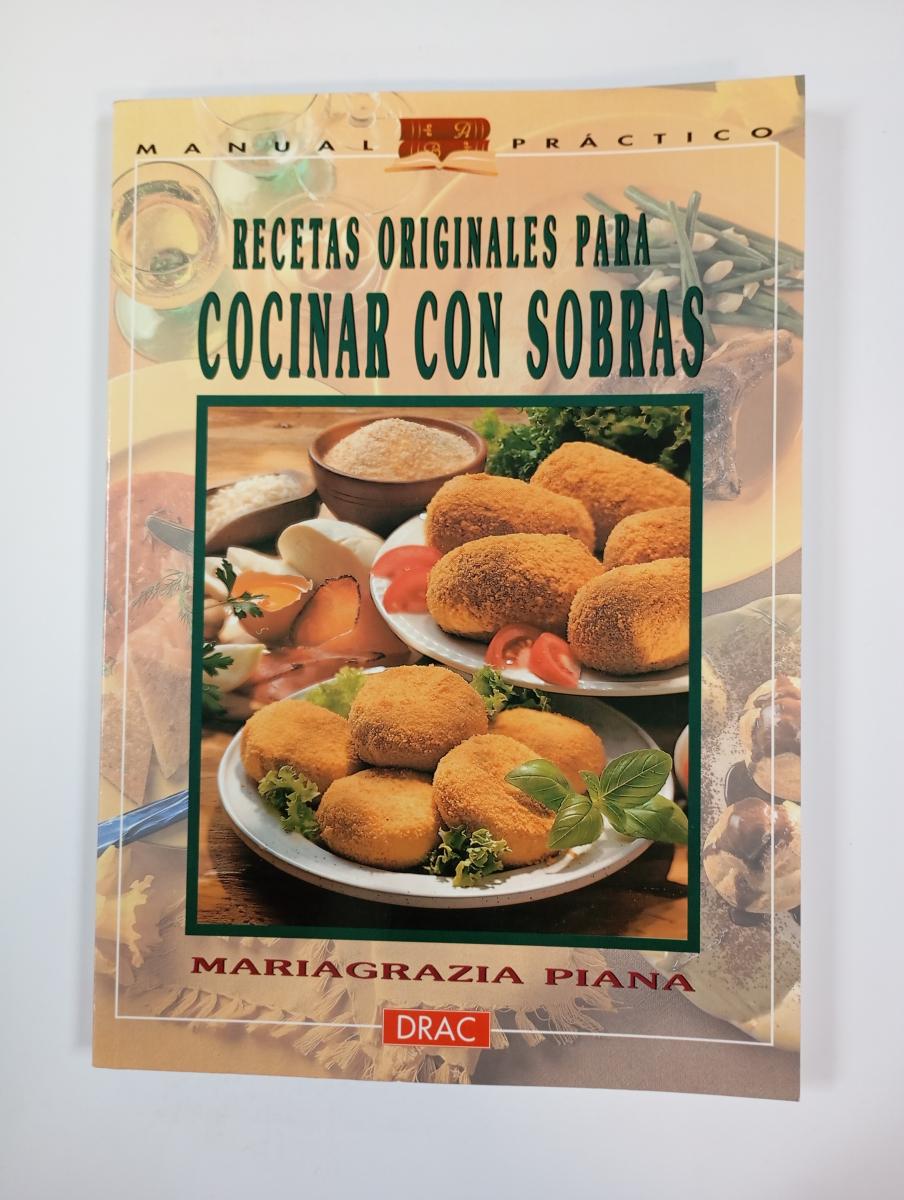 MANUAL PRÁCTICO
RECETAS ORIGINALES PARA
COCINAR CON SOBRAS
MARIAGRAZIA PIANA
DRAC